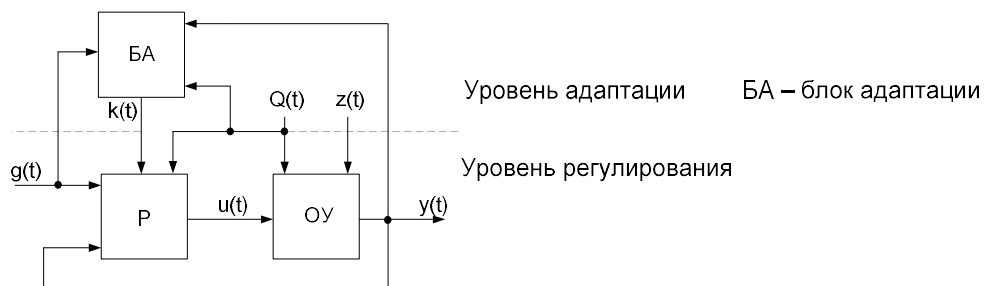 БА
Уровень адаптации
БА – блок адаптации
k(t)
Q(t)
z(t)
g(t)
Уровень регулирования
Р
u(t)
ОУ
y(t)